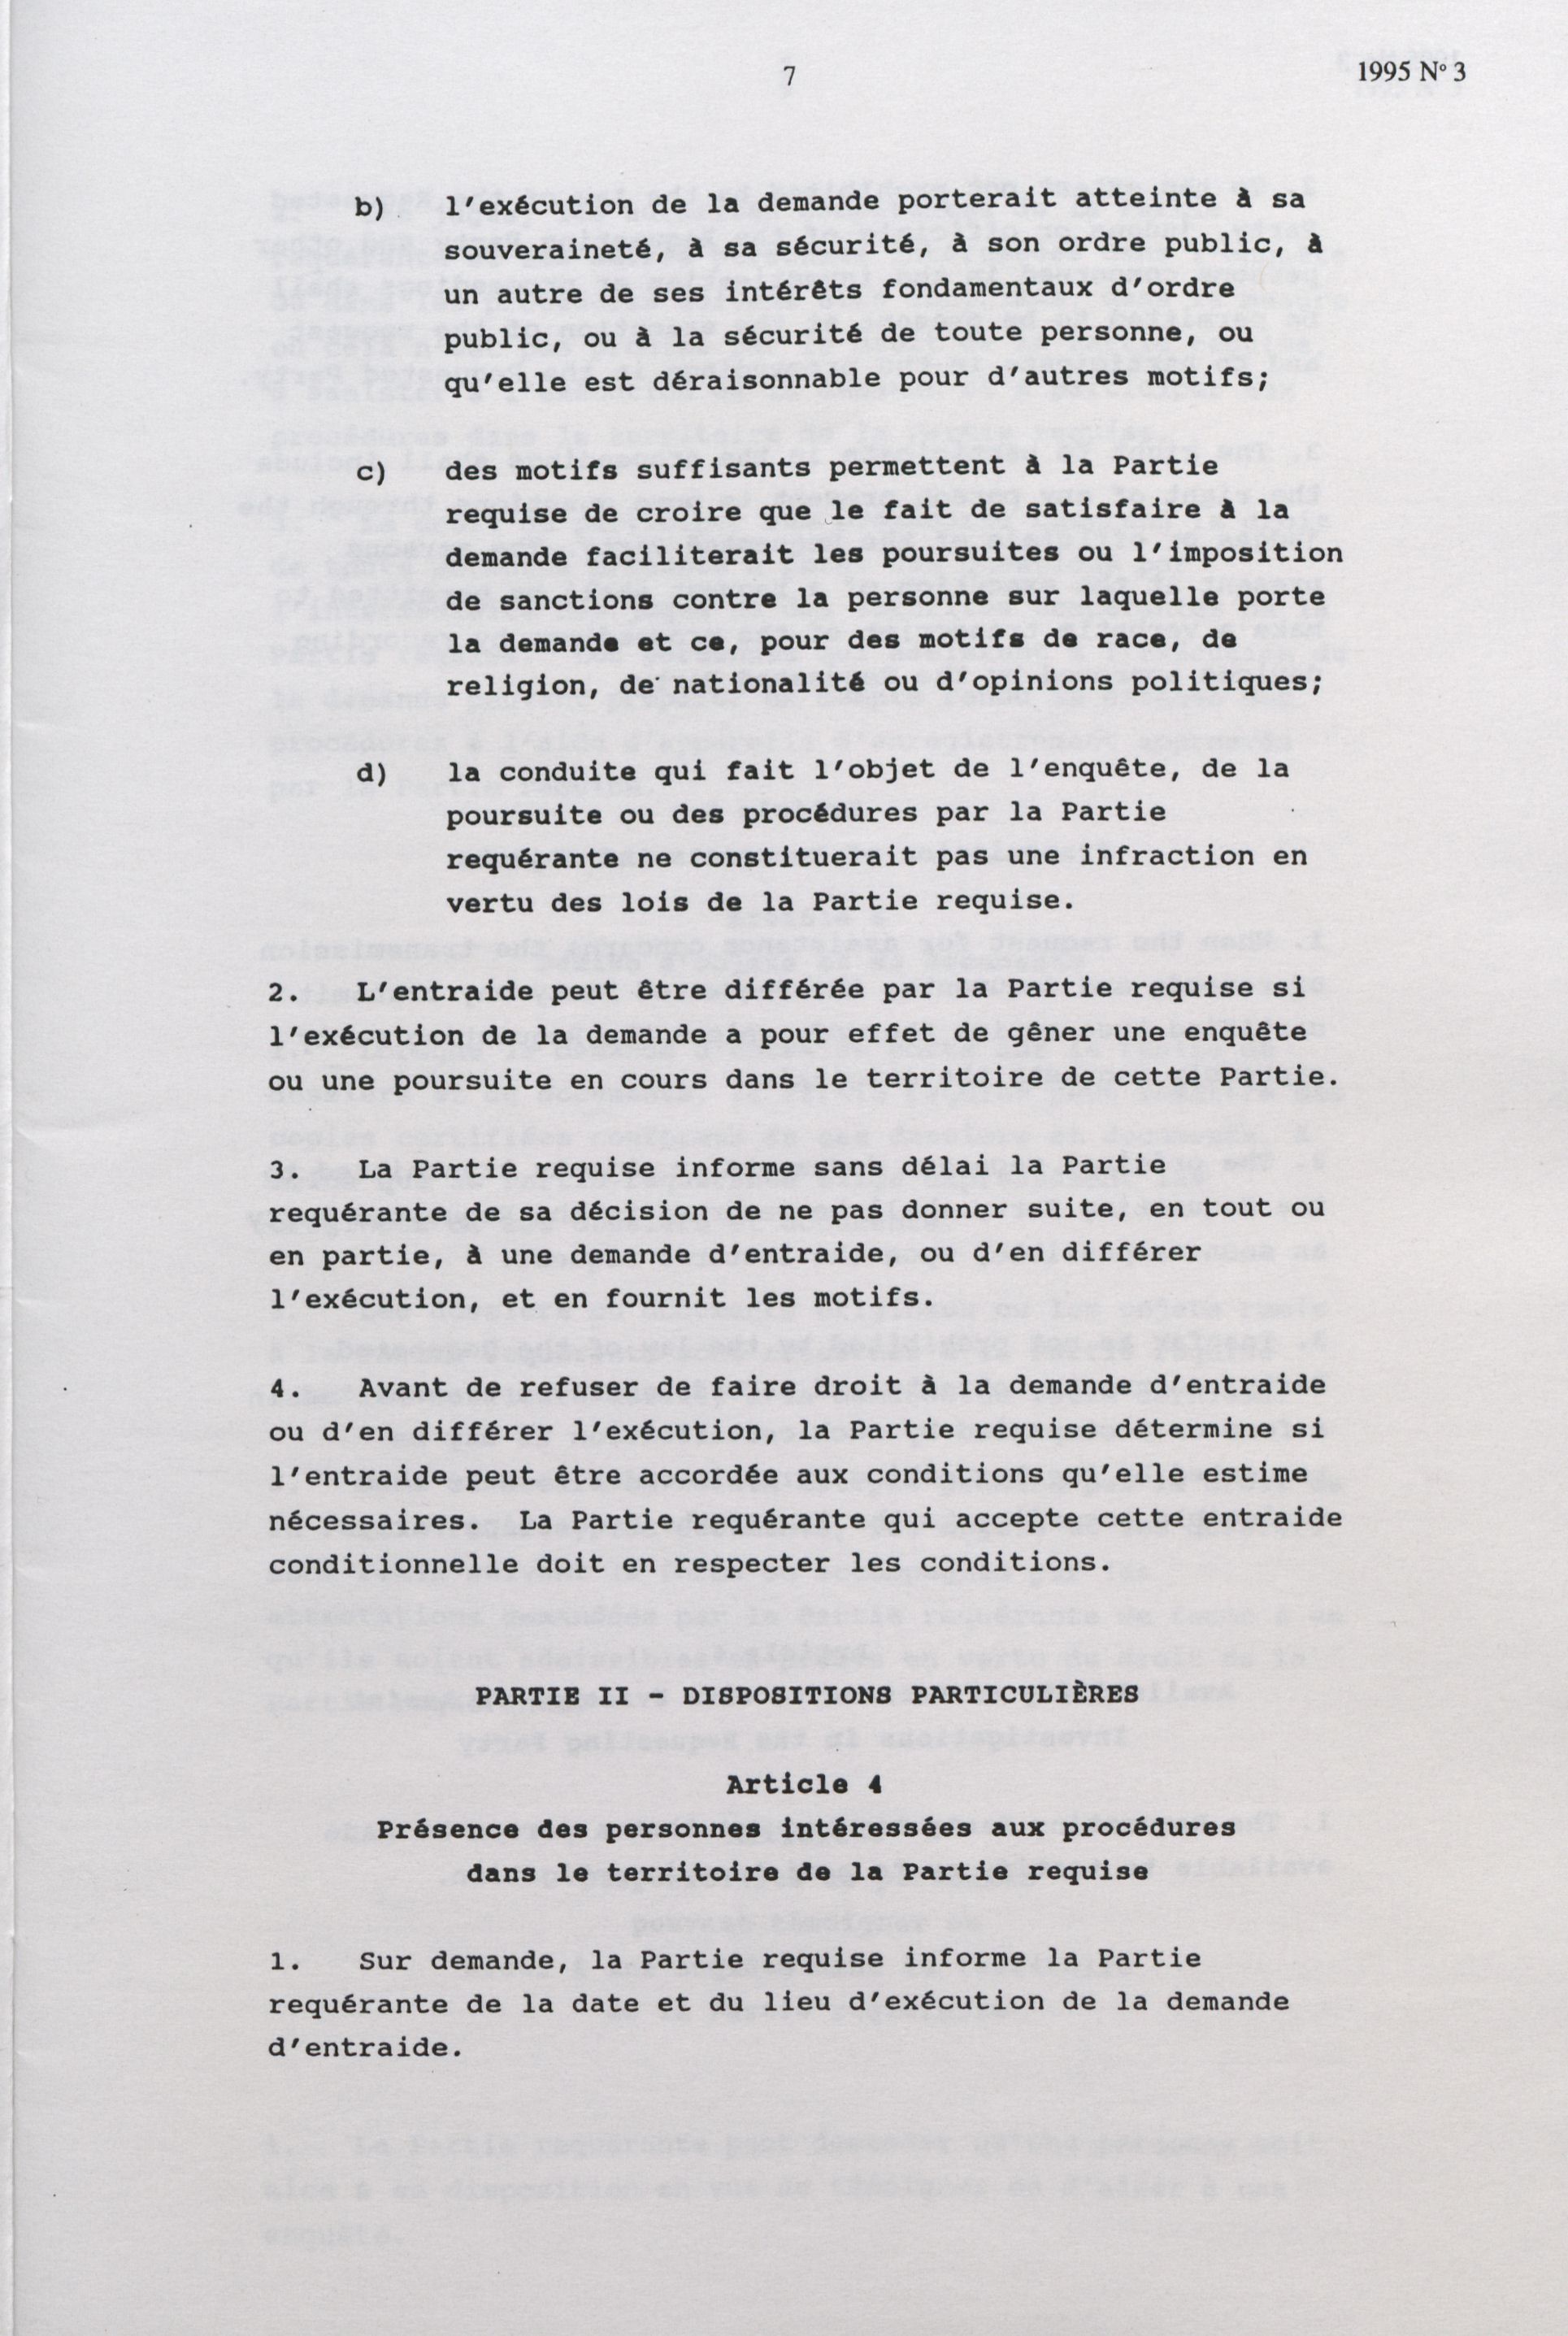 7
1995 N° 3
b) l'exécution de la demande porterait atteinte à sa
souveraineté, à sa sécurité, à son ordre public, à
un autre de ses intérêts fondamentaux d'ordre
public, ou à la sécurité de toute personne, ou
qu'elle est déraisonnable pour d'autres motifs;
c) des motifs suffisants permettent à la Partie
requise de croire que le fait de satisfaire à la
demande faciliterait les poursuites ou l'imposition
de sanctions contre la personne sur laquelle porte
la demande et ce, pour des motifs de race, de
religion, de nationalité ou d'opinions politiques;
d) la conduite qui fait l'objet de l'enquête, de la
poursuite ou des procédures par la Partie
requérante ne constituerait pas une infraction en
vertu des lois de la Partie requise.
2. L'entraide peut être différée par la Partie requise si
l'exécution de la demande a pour effet de gêner une enquête
ou une poursuite en cours dans le territoire de cette Partie.
3. La Partie requise informe sans délai la Partie
requérante de sa décision de ne pas donner suite, en tout ou
en partie, à une demande d'entraide, ou d'en différer
l'exécution, et en fournit les motifs.
4. Avant de refuser de faire droit à la demande d'entraide
ou d'en différer l'exécution, la Partie requise détermine si
l'entraide peut être accordée aux conditions qu'elle estime
nécessaires. La Partie requérante qui accepte cette entraide
conditionnelle doit en respecter les conditions.
PARTIE II - DISPOSITIONS PARTICULIÈRES
Article 4
Présence des personnes intéressées aux procédures
dans le territoire de la Partie requise
1. Sur demande, la Partie requise informe la Partie
requérante de la date et du lieu d'exécution de la demande
d'entraide.